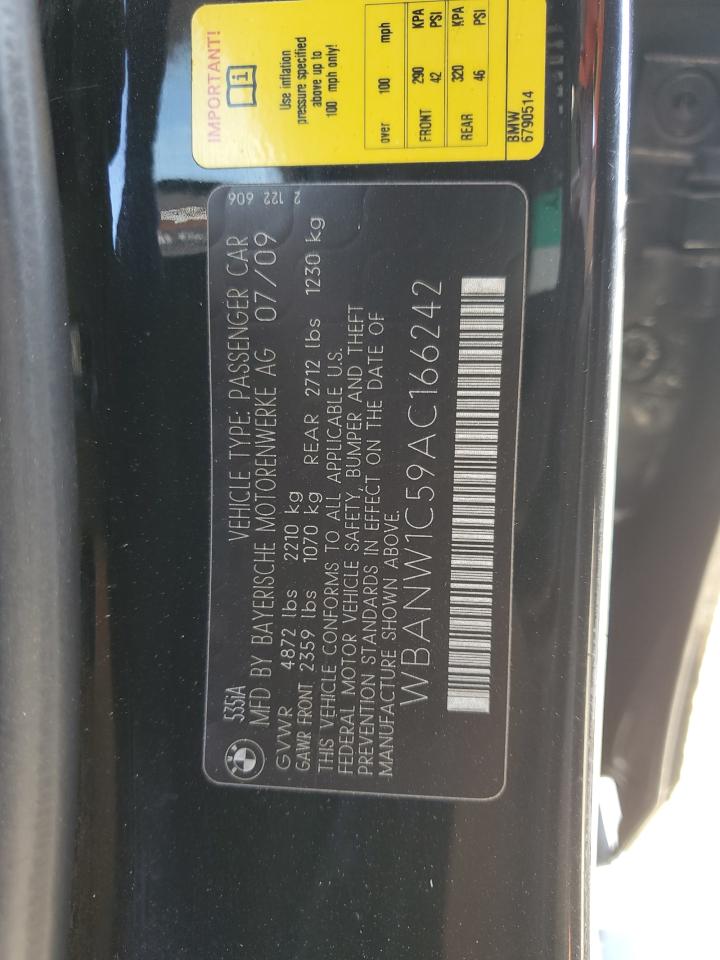 535iA
VEHICLE TYPE: PASSENGER CAR
MFD BY BAYERISCHE MOTORENWERKE AG 07/09
GVWR 4872 lbs 2210 kg
GAWR FRONT 2359 lbs 1070 kg REAR 2712 lbs 1230 kg
THIS VEHICLE CONFORMS TO ALL APPLICABLE U.S.
FEDERAL MOTOR VEHICLE SAFETY, BUMPER AND THEFT
PREVENTION STANDARDS IN EFFECT ON THE DATE OF
MANUFACTURE SHOWN ABOVE.
WBANW1C59AC166242
2 122 606
IMPORTANT!
Use inflation
pressure specified
above up to
100 mph only!
over 100 mph
KPA PSI
FRONT 290 42
KPA PSI
REAR 320 46
BMW
6790514